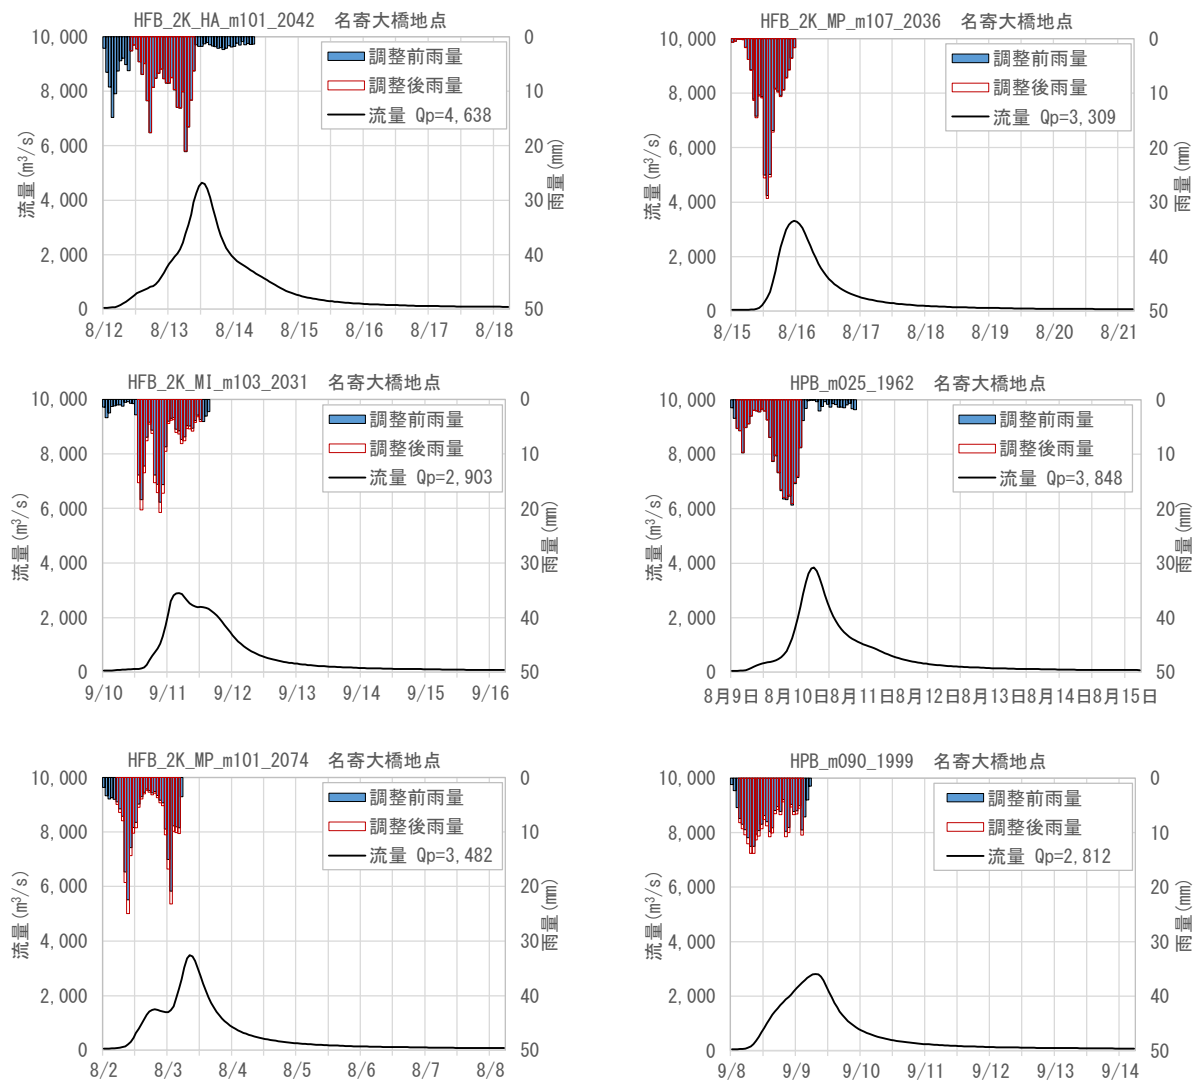 HFB_2K_HA_m101_2042 名寄大橋地点
10,000
8,000
6,000
4,000
2,000
0
流量(m³/s)
0
10
20
30
40
50
雨量(mm)
調整前雨量
調整後雨量
流量 Qp=4,638
8/12 8/13 8/14 8/15 8/16 8/17 8/18
HFB_2K_MP_m107_2036 名寄大橋地点
10,000
8,000
6,000
4,000
2,000
0
流量(m³/s)
0
10
20
30
40
50
雨量(mm)
調整前雨量
調整後雨量
流量 Qp=3,309
8/15 8/16 8/17 8/18 8/19 8/20 8/21
HFB_2K_MI_m103_2031 名寄大橋地点
10,000
8,000
6,000
4,000
2,000
0
流量(m³/s)
0
10
20
30
40
50
雨量(mm)
調整前雨量
調整後雨量
流量 Qp=2,903
9/10 9/11 9/12 9/13 9/14 9/15 9/16
HPB_m025_1962 名寄大橋地点
10,000
8,000
6,000
4,000
2,000
0
流量(m³/s)
0
10
20
30
40
50
雨量(mm)
調整前雨量
調整後雨量
流量 Qp=3,848
8月9日 8月10日 8月11日 8月12日 8月13日 8月14日 8月15日
HFB_2K_MP_m101_2074 名寄大橋地点
10,000
8,000
6,000
4,000
2,000
0
流量(m³/s)
0
10
20
30
40
50
雨量(mm)
調整前雨量
調整後雨量
流量 Qp=3,482
8/2 8/3 8/4 8/5 8/6 8/7 8/8
HPB_m090_1999 名寄大橋地点
10,000
8,000
6,000
4,000
2,000
0
流量(m³/s)
0
10
20
30
40
50
雨量(mm)
調整前雨量
調整後雨量
流量 Qp=2,812
9/8 9/9 9/10 9/11 9/12 9/13 9/14